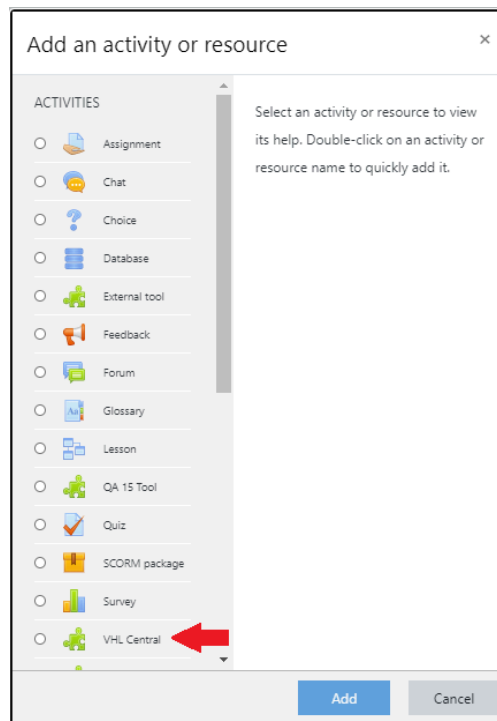 Add an activity or resource
×
ACTIVITIES
Assignment
Chat
Choice
Database
External tool
Feedback
Forum
Aa
Glossary
Lesson
QA 15 Tool
Quiz
SCORM package
Survey
VHL Central
Select an activity or resource to view
its help. Double-click on an activity or
resource name to quickly add it.
Add
Cancel